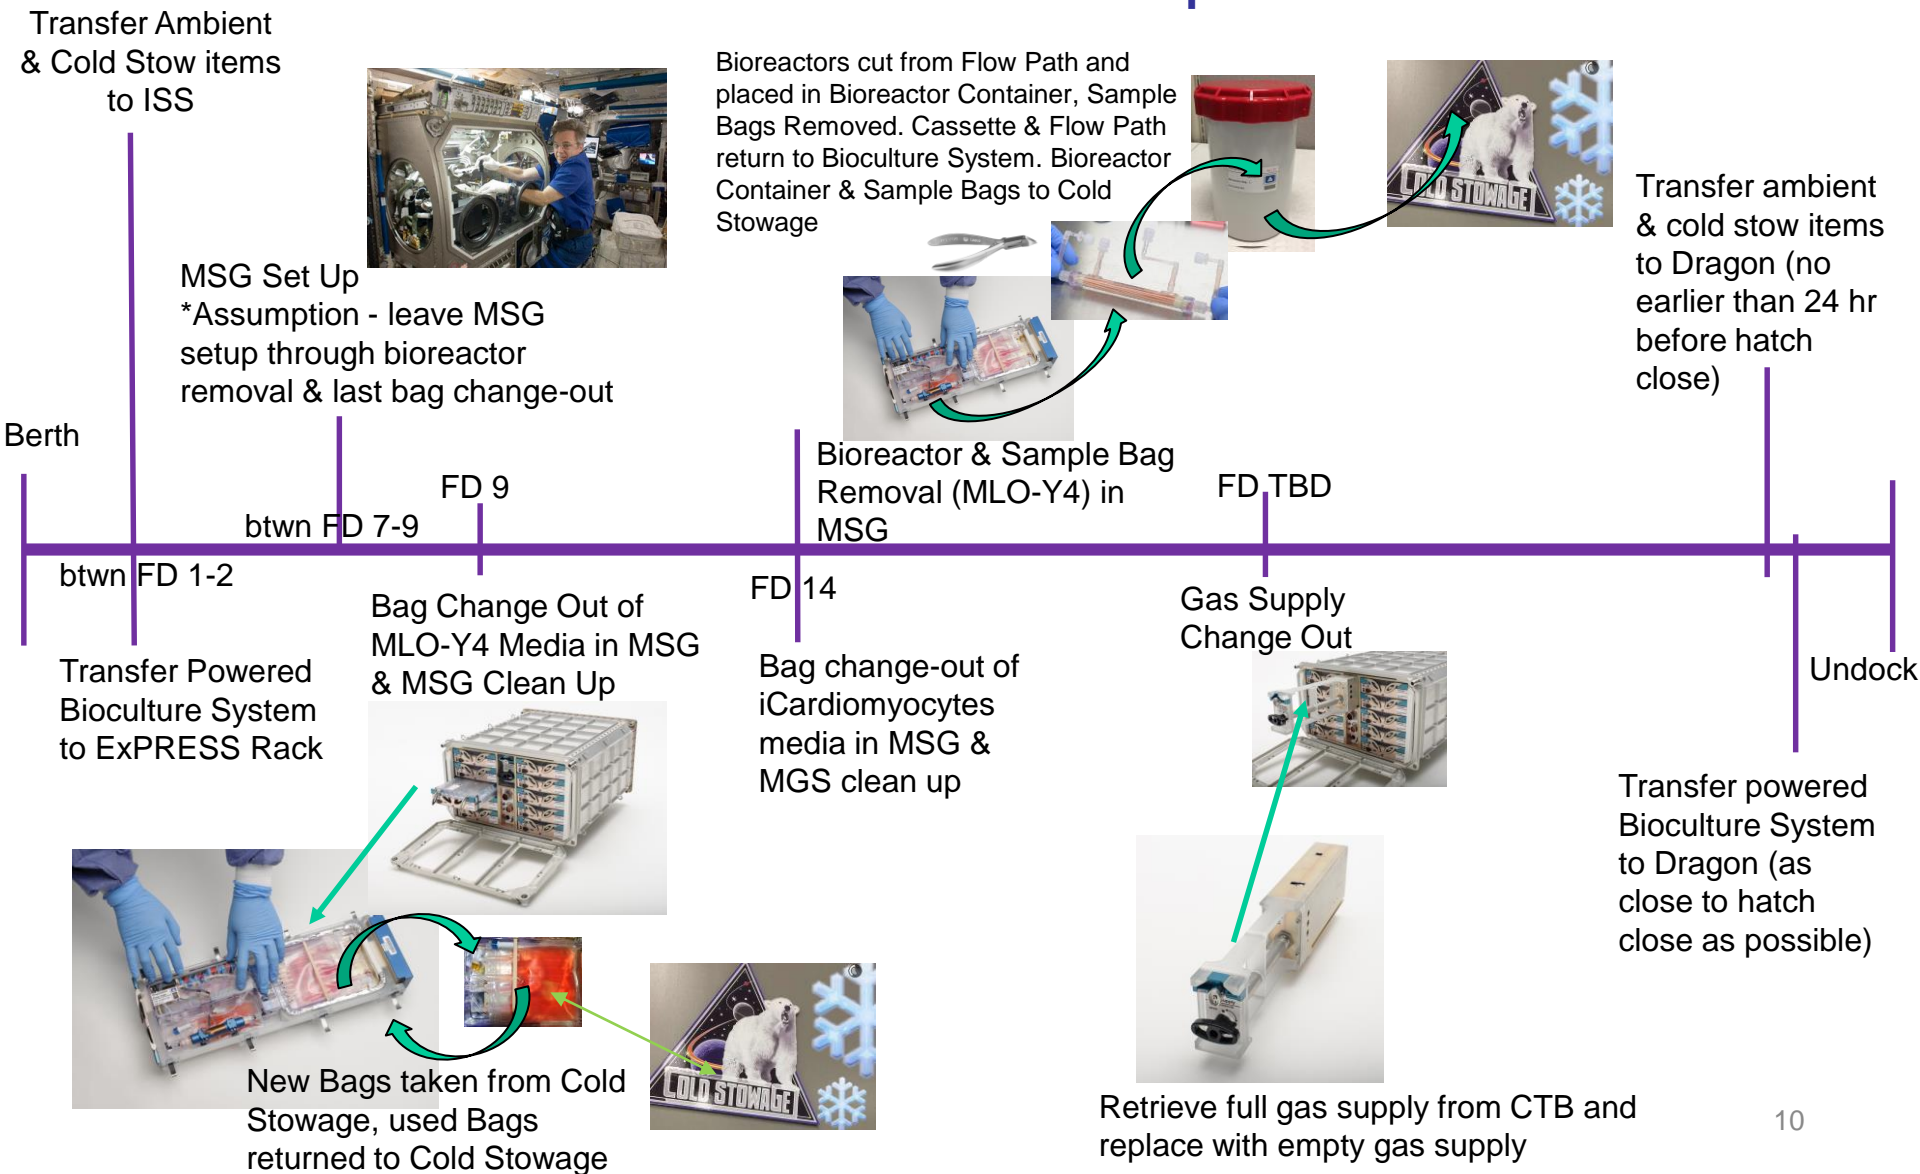 Transfer Ambient
& Cold Stow items
to ISS
Bioreactors cut from Flow Path and
placed in Bioreactor Container, Sample
Bags Removed. Cassette & Flow Path
return to Bioculture System. Bioreactor
Container & Sample Bags to Cold
Stowage
COLD STOWAGE
Transfer ambient
& cold stow items
to Dragon (no
earlier than 24 hr
before hatch
close)
MSG Set Up
*Assumption - leave MSG
setup through bioreactor
removal & last bag change-out
Berth
FD 9
btwn FD 7-9
Bioreactor & Sample Bag
Removal (MLO-Y4) in
MSG
FD TBD
btwn FD 1-2
FD 14
Transfer Powered
Bioculture System
to ExPRESS Rack
Bag Change Out of
MLO-Y4 Media in MSG
& MSG Clean Up
Bag change-out of
iCardiomyocytes
media in MSG &
MGS clean up
Gas Supply
Change Out
Undock
Transfer powered
Bioculture System
to Dragon (as
close to hatch
close as possible)
COLD STOWAGE
New Bags taken from Cold
Stowage, used Bags
returned to Cold Stowage
Retrieve full gas supply from CTB and
replace with empty gas supply
10